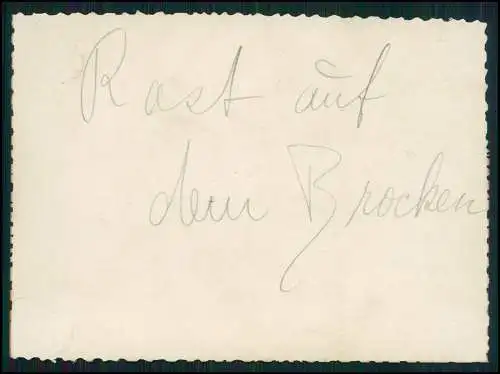 Rast auf
dem Brocken